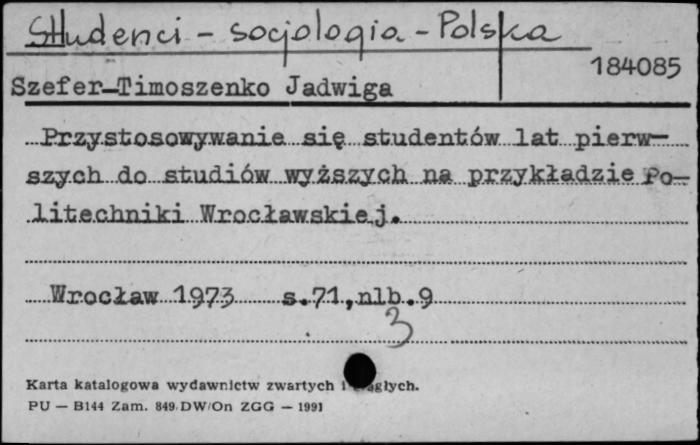 Studenci - socjologia - Polska
184085
Szefer-Timoszenko Jadwiga
Przystosowywanie się studentów lat pierw-
szych do studiów wyższych na przykładzie Po-
litechniki Wrocławskiej.
Wrocław 1973 s.71,nlb.9
3
Karta katalogowa wydawnictw zwartych i
PU — B144 Zam. 849 DW/On ZGG — 1991